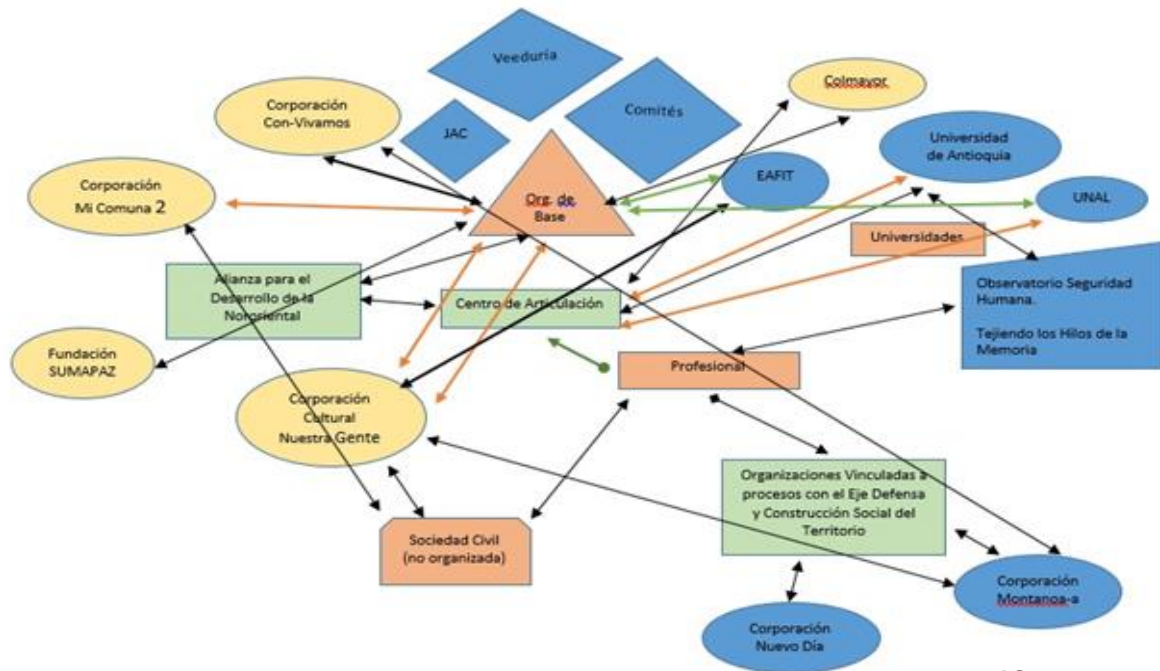 Veeduría
Colmayor
Corporación
Con-Vivamos
Comités
JAC
Universidad
de Antioquia
EAFIT
Corporación
Mi Comuna 2
Org. de
Base
UNAL
Universidades
Alianza para el
Desarrollo de la
Nororiental
Centro de Articulación
Observatorio Seguridad
Humana.
Tejiendo los Hilos de la
Memoria
Fundación
SUMAPAZ
Profesional
Corporación
Cultural
Nuestra Gente
Organizaciones Vinculadas a
procesos con el Eje Defensa
y Construcción Social del
Territorio
Sociedad Civil
(no organizada)
Corporación
Montanoa-a
Corporación
Nuevo Día